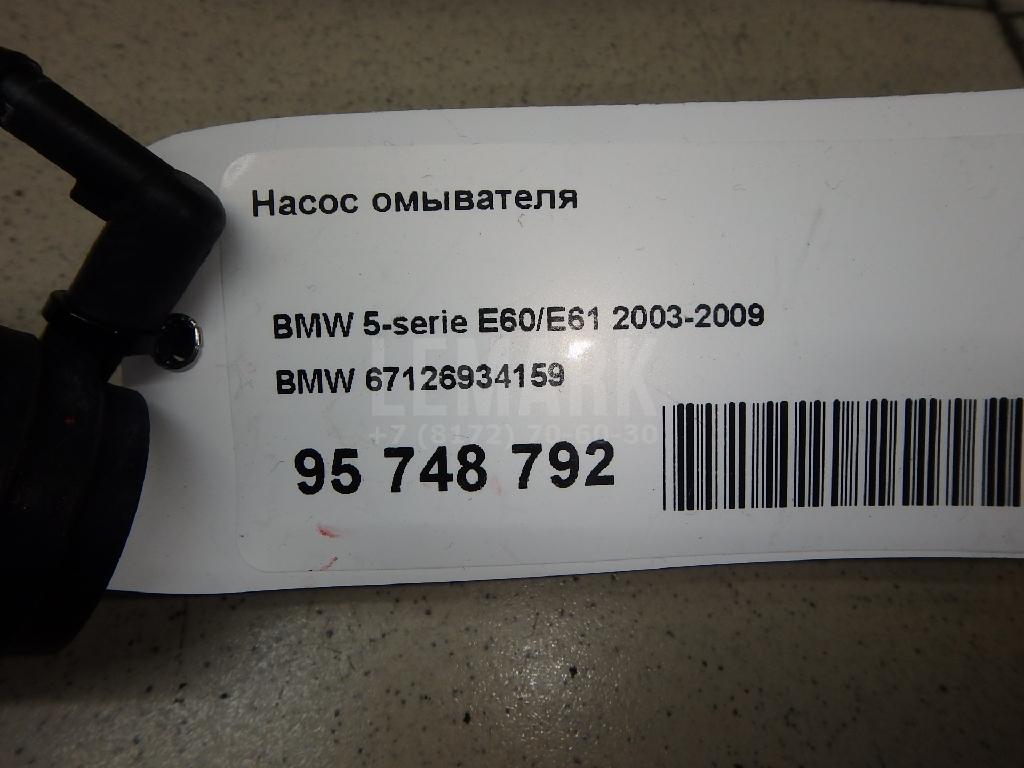 Насос омывателя
BMW 5-serie E60/E61 2003-2009
LEMARK
BMW 67126934159
+7 (8172) 70-60-30
95 748 792